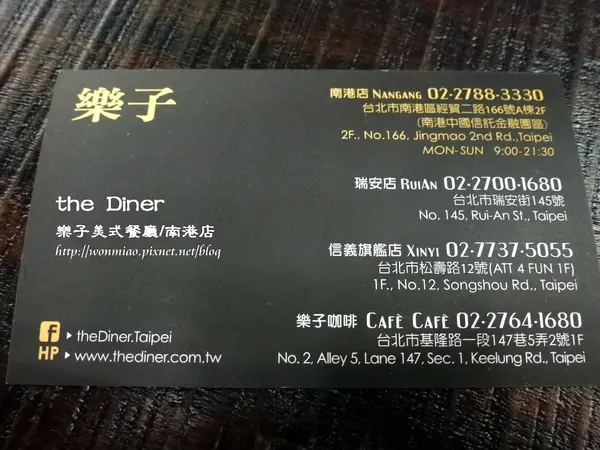 樂子
the Diner
樂子美式餐廳/南港店
http://wonmiao.pixnet.net/blog
f ▸ theDiner.Taipei
HP ▸ www.thediner.com.tw
南港店 NANGANG 02-2788-3330
台北市南港區經貿二路166號A棟2F
(南港中國信託金融園區)
2F., No.166, Jingmao 2nd Rd.,Taipei
MON-SUN 9:00-21:30
瑞安店 RUIAN 02-2700-1680
台北市瑞安街145號
No. 145, Rui-An St., Taipei
信義旗艦店 XINYI 02-7737-5055
台北市松壽路12號(ATT 4 FUN 1F)
1F., No.12, Songshou Rd., Taipei
樂子咖啡 CAFÈ CAFÈ 02-2764-1680
台北市基隆路一段147巷5弄2號1F
No. 2, Alley 5, Lane 147, Sec. 1, Keelung Rd., Taipei